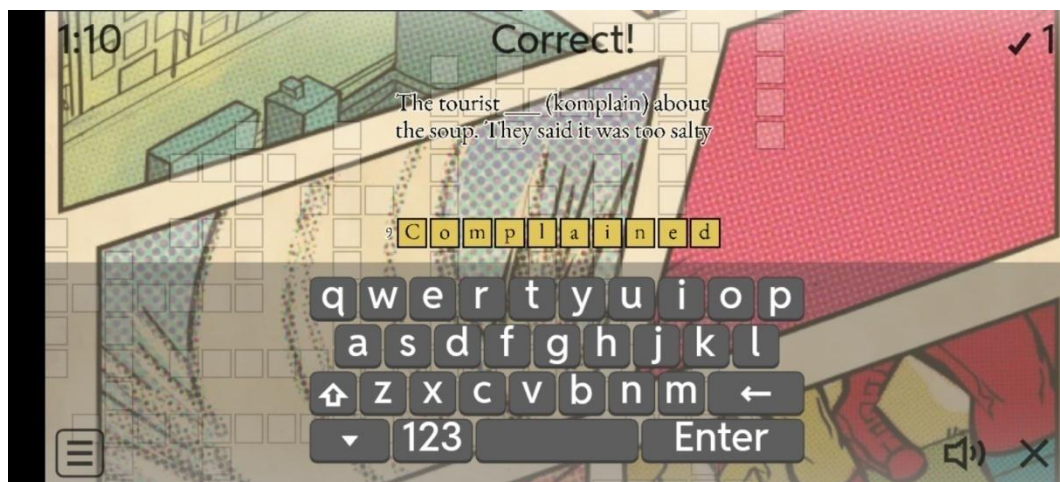 1:10
Correct!
✓ 1
The tourist ___ (komplain) about
the soup. They said it was too salty
9 Complained
q w e r t y u i o p
a s d f g h j k l
z x c v b n m ←
123 Enter